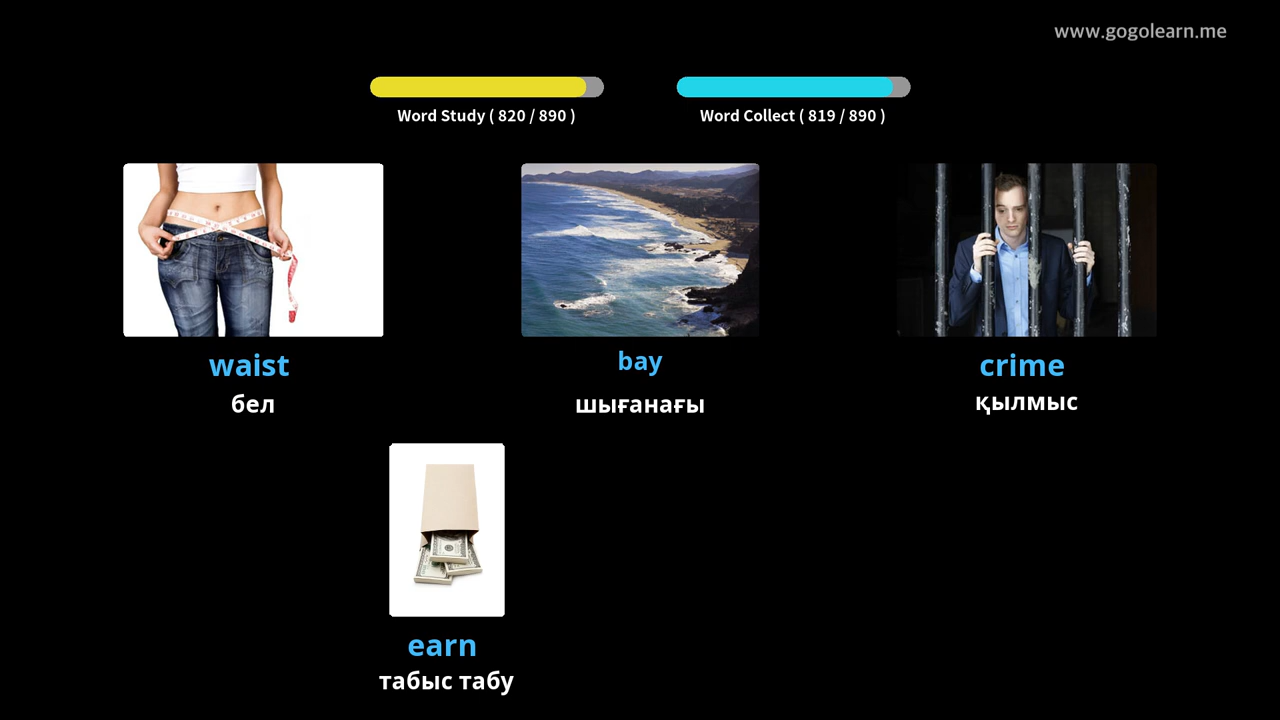 www.gogolearn.me
Word Study ( 820 / 890 )
Word Collect ( 819 / 890 )
waist
бел
bay
шығанағы
crime
қылмыс
earn
табыс табу